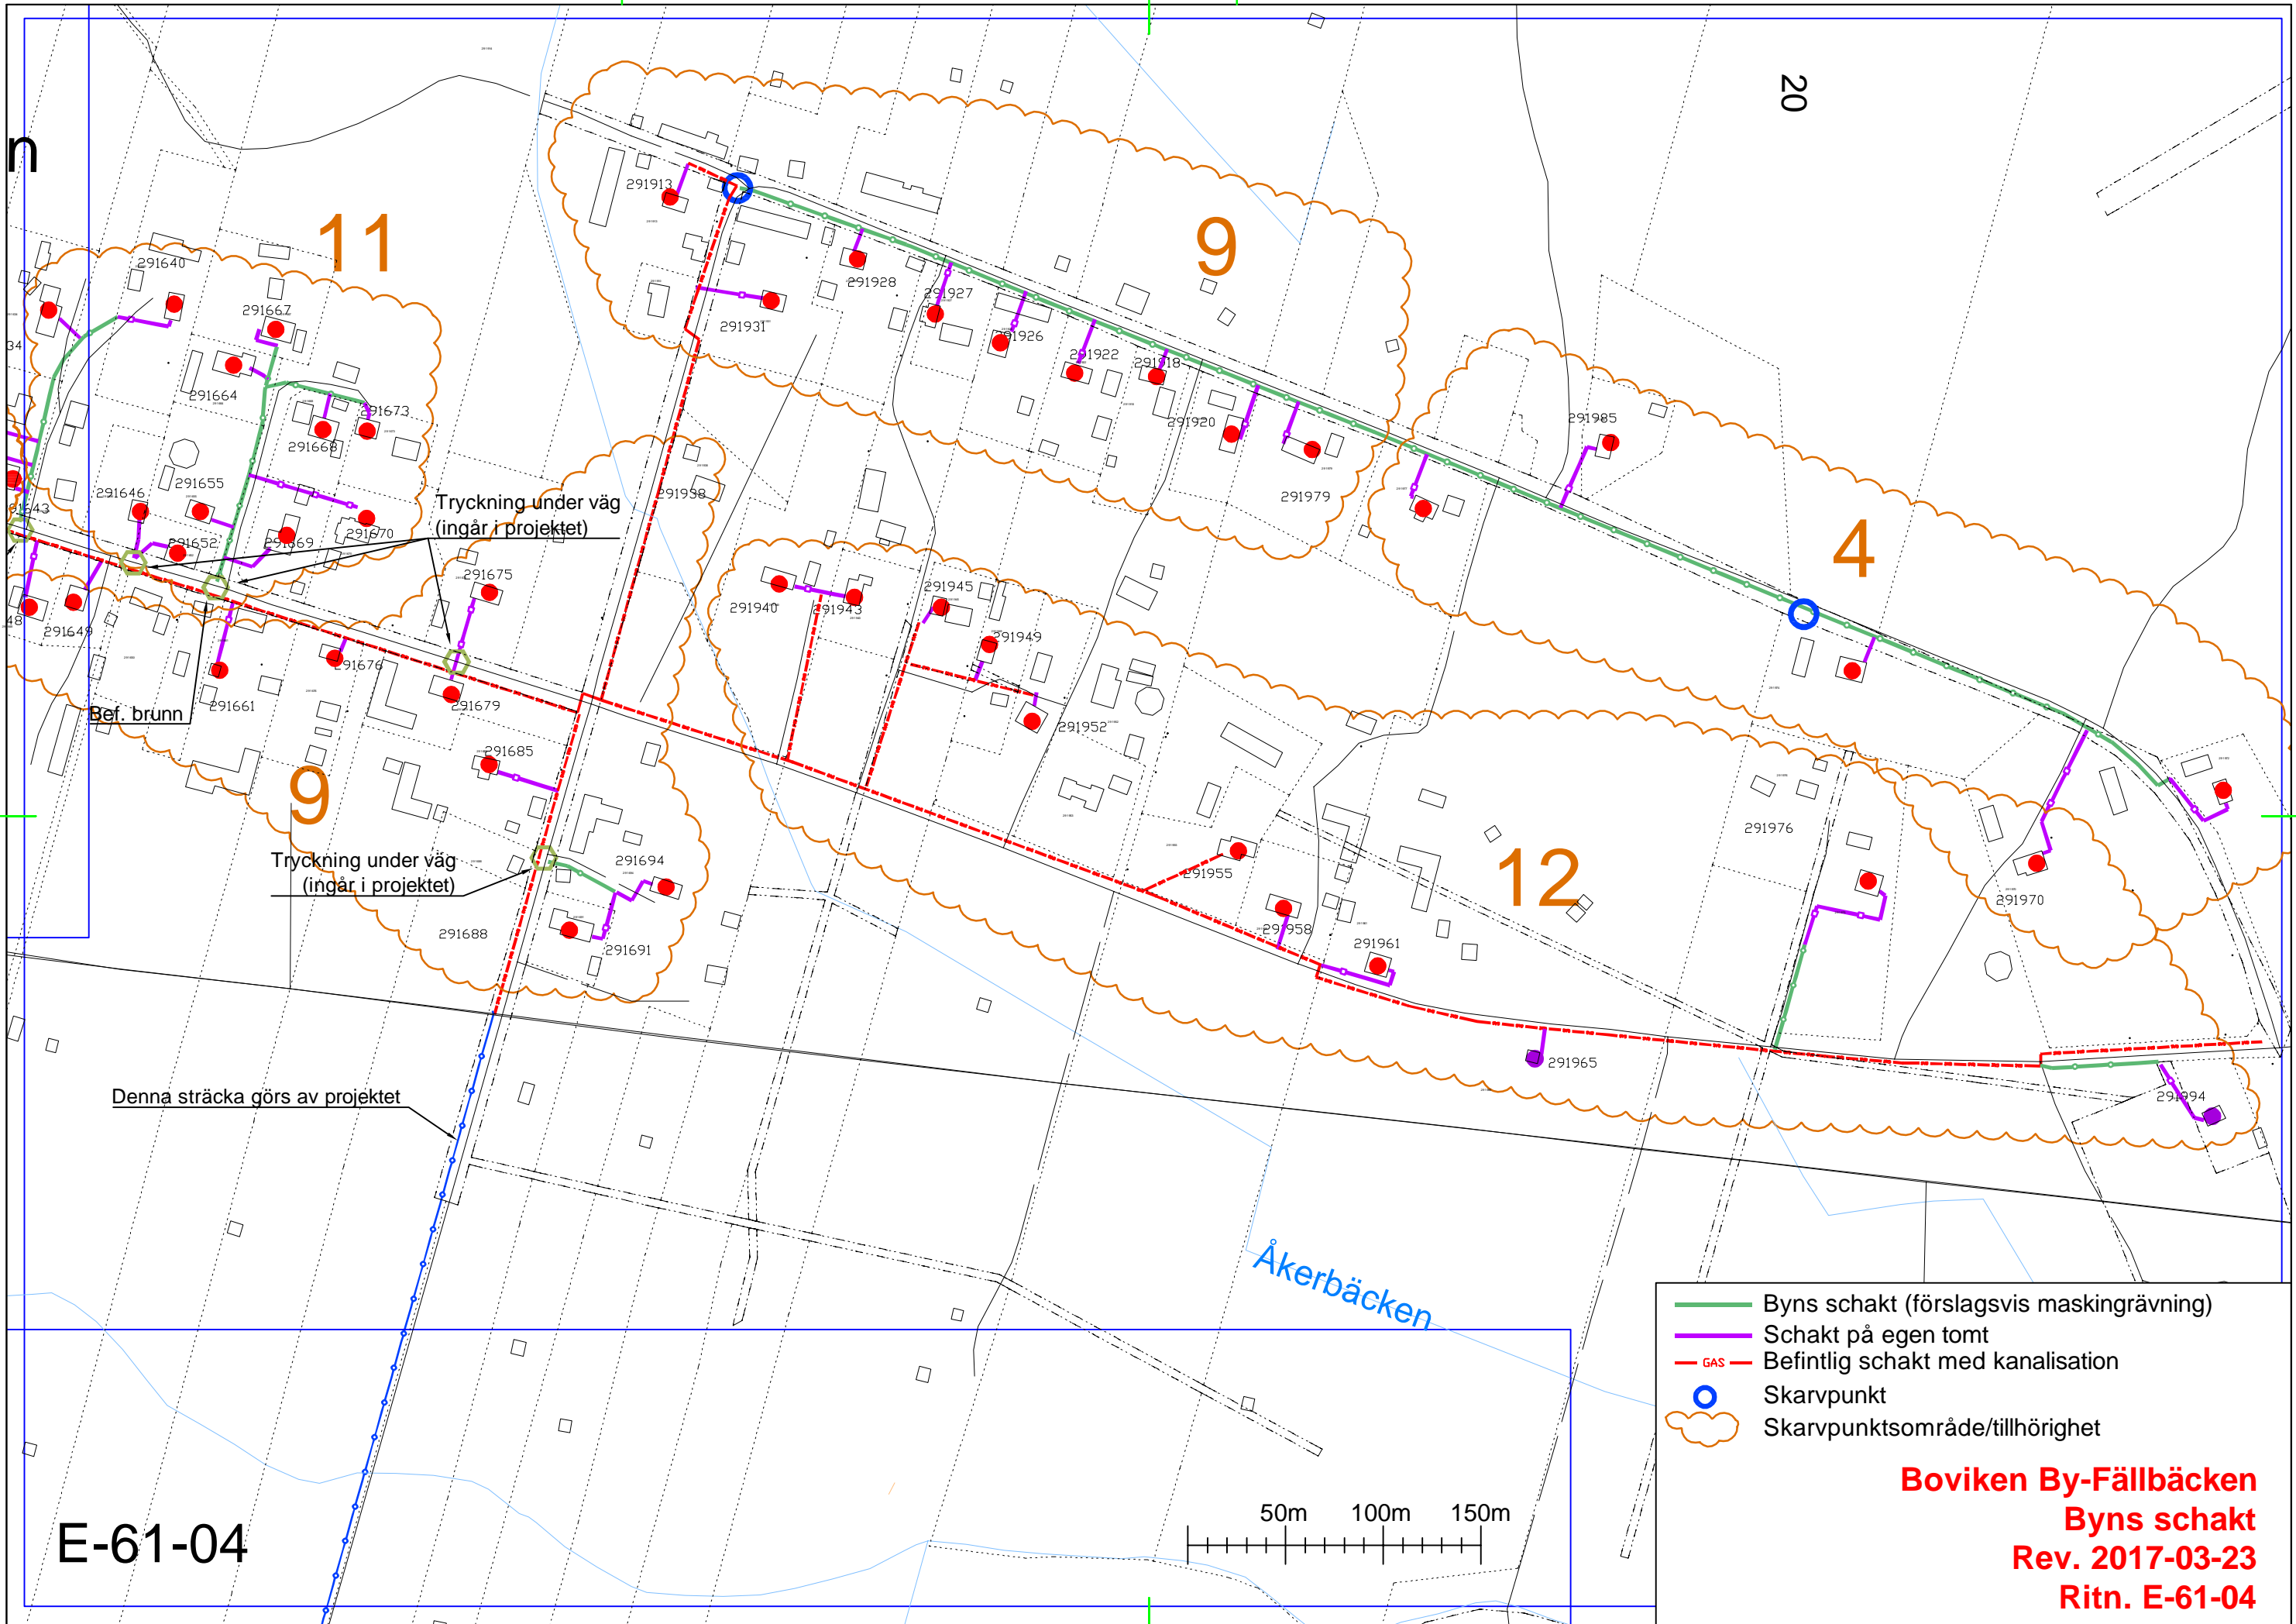 n
20
11
9
291913
291640
291928
291927
291667
291931
291926
34
291922
291918
291664
291673
291920
291985
291668
291655
291646
291938
291979
Tryckning under väg
(ingår i projektet)
291670
291652
4
291675
291945
291940
291943
291649
48
291949
291676
291661
291679
Bef. brunn
291952
291685
9
291976
291694
Tryckning under väg
(ingår i projektet)
291955
12
291970
291688
291958
291691
291961
291965
Denna sträcka görs av projektet
291994
Åkerbäcken
Byns schakt (förslagsvis maskingrävning)
Schakt på egen tomt
GAS Befintlig schakt med kanalisation
Skarvpunkt
Skarvpunktsområde/tillhörighet
50m 100m 150m
E-61-04
Boviken By-Fällbäcken
Byns schakt
Rev. 2017-03-23
Ritn. E-61-04